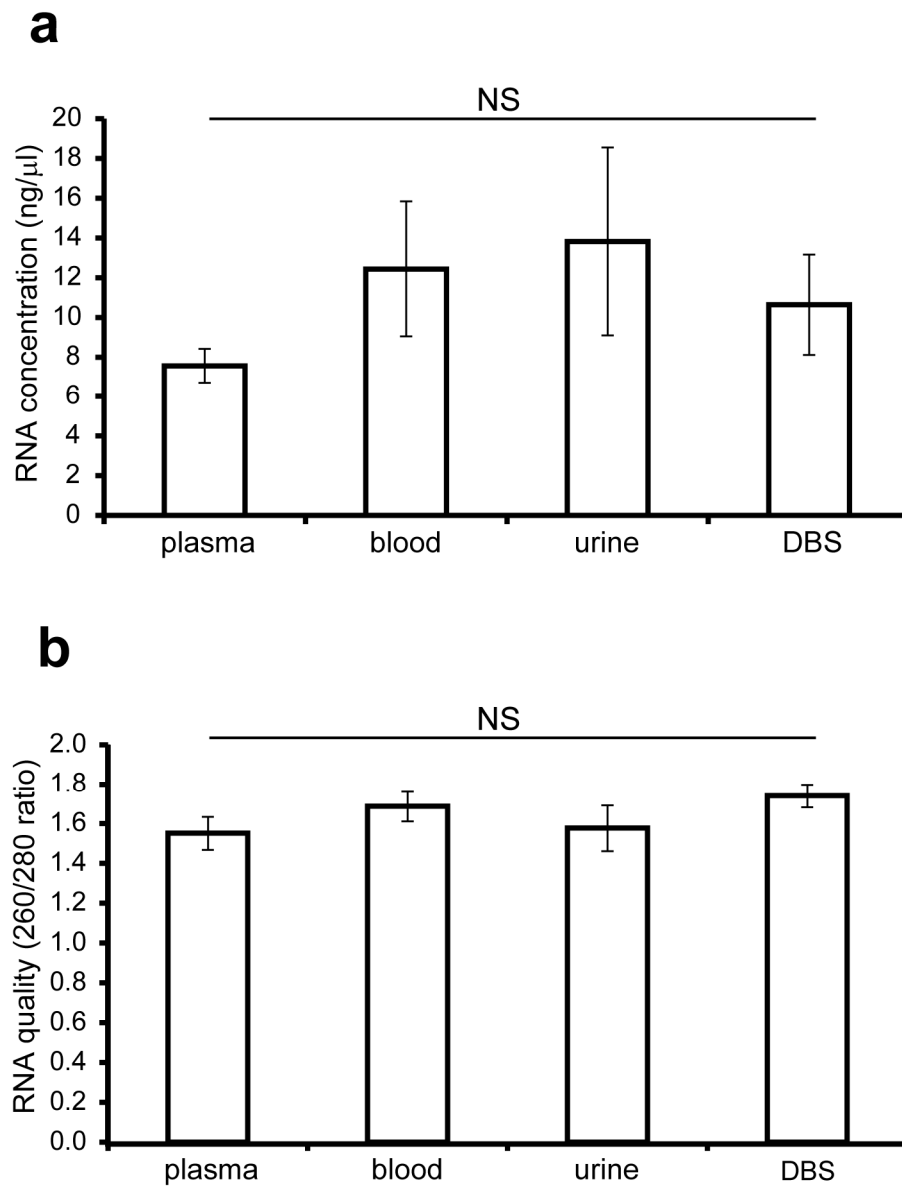 a
NS
RNA concentration (ng/µl)
20
18
16
14
12
10
8
6
4
2
0
plasma blood urine DBS
b
NS
RNA quality (260/280 ratio)
2.0
1.8
1.6
1.4
1.2
1.0
0.8
0.6
0.4
0.2
0.0
plasma blood urine DBS